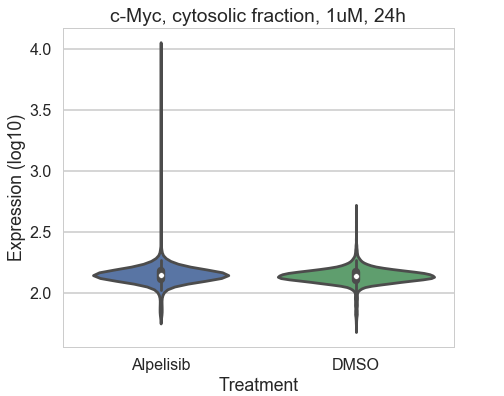 c-Myc, cytosolic fraction, 1uM, 24h
Expression (log10)
4.0
3.5
3.0
2.5
2.0
Alpelisib DMSO
Treatment